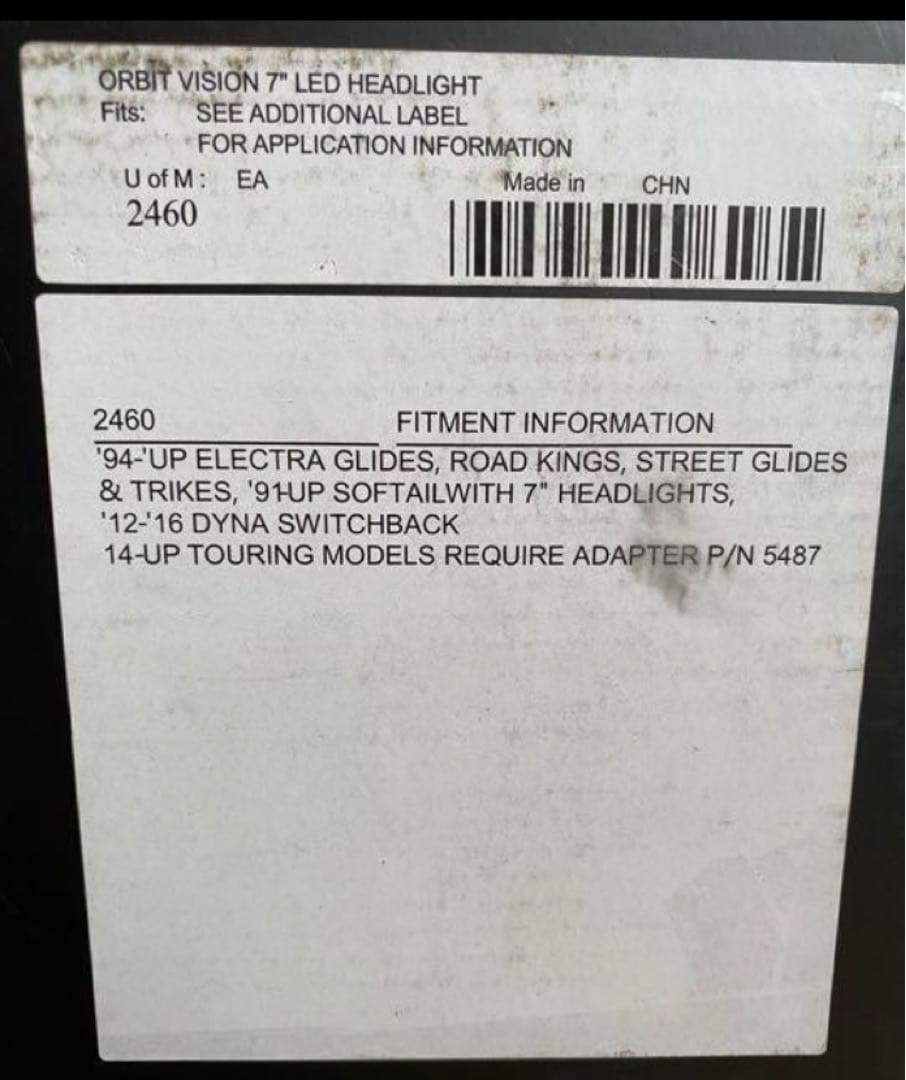 ORBIT VISION 7" LED HEADLIGHT
Fits: SEE ADDITIONAL LABEL
FOR APPLICATION INFORMATION
U of M : EA Made in CHN
2460
2460 FITMENT INFORMATION
'94-'UP ELECTRA GLIDES, ROAD KINGS, STREET GLIDES
& TRIKES, '91-UP SOFTAILWITH 7" HEADLIGHTS,
'12-'16 DYNA SWITCHBACK
14-UP TOURING MODELS REQUIRE ADAPTER P/N 5487